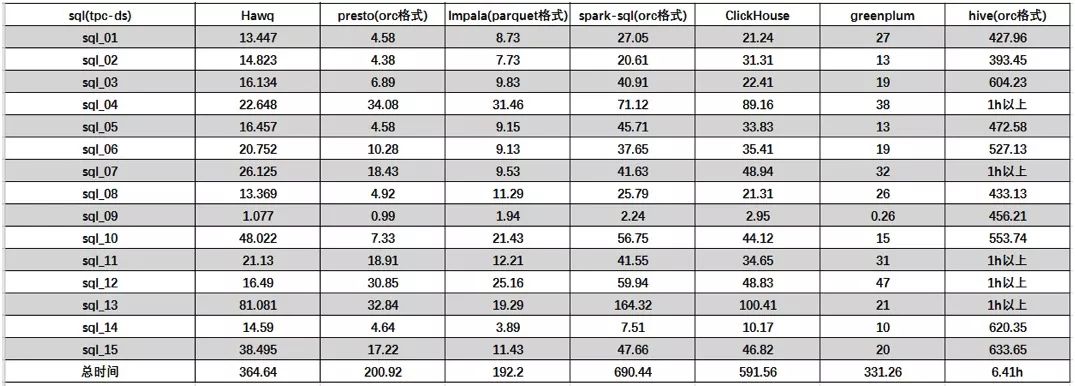 sql(tpc-ds) Hawq presto(orc格式) Impala(parquet格式) spark-sql(orc格式) ClickHouse greenplum hive(orc格式)
sql_01 13.447 4.58 8.73 27.05 21.24 27 427.96
sql_02 14.823 4.38 7.73 20.61 31.31 13 393.45
sql_03 16.134 6.89 9.83 40.91 22.41 19 604.23
sql_04 22.648 34.08 31.46 71.12 89.16 38 1h以上
sql_05 16.457 4.58 9.15 45.71 33.83 13 472.58
sql_06 20.752 10.28 9.13 37.65 35.41 19 527.13
sql_07 26.125 18.43 9.53 41.63 48.94 32 1h以上
sql_08 13.369 4.92 11.29 25.79 21.31 26 433.13
sql_09 1.077 0.99 1.94 2.24 2.95 0.26 456.21
sql_10 48.022 7.33 21.43 56.75 44.12 15 553.74
sql_11 21.13 18.91 12.21 41.55 34.65 31 1h以上
sql_12 16.49 30.85 25.16 59.94 48.83 47 1h以上
sql_13 81.081 32.84 19.29 164.32 100.41 21 1h以上
sql_14 14.59 4.64 3.89 7.51 10.17 10 620.35
sql_15 38.495 17.22 11.43 47.66 46.82 20 633.65
总时间 364.64 200.92 192.2 690.44 591.56 331.26 6.41h